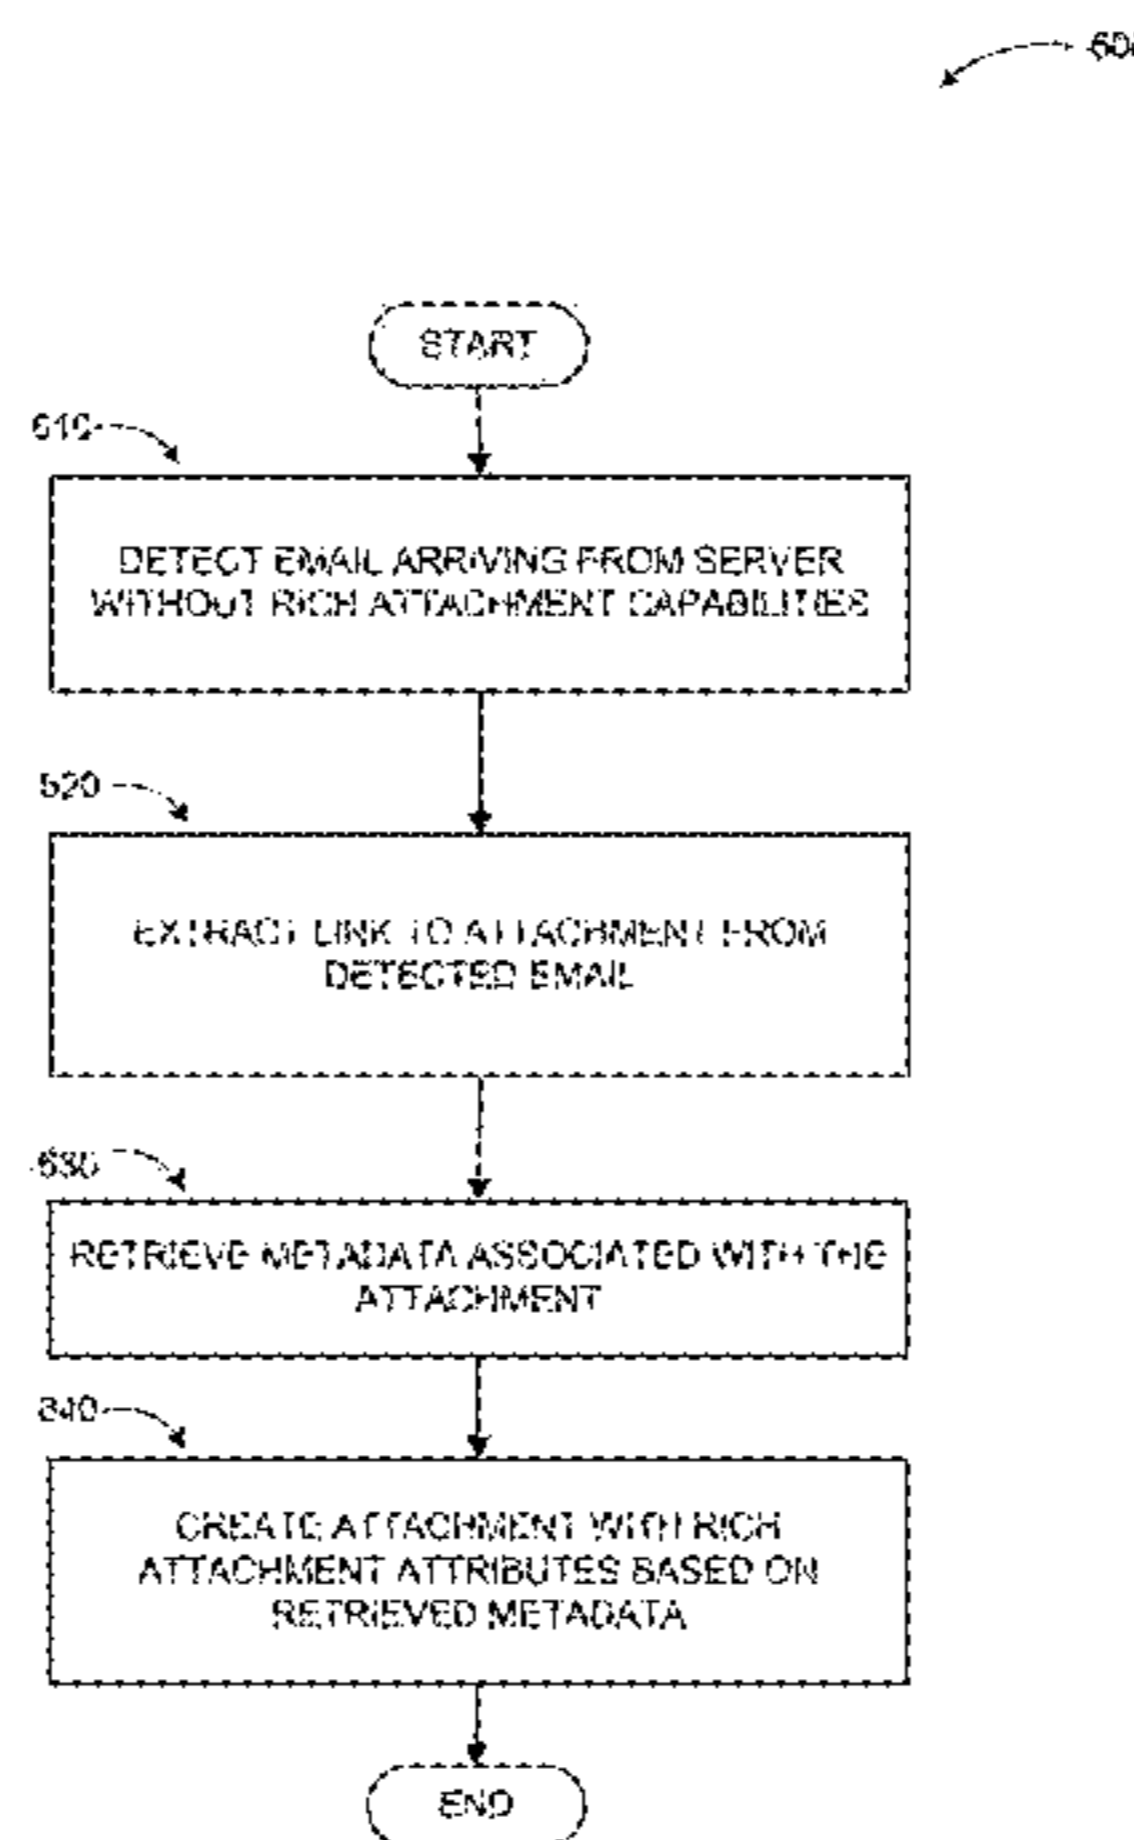 START
DETECT EMAIL ARRIVING FROM SERVER
WITHOUT RICH ATTACHMENT CAPABILITIES
EXTRACT LINK TO ATTACHMENT FROM
DETECTED EMAIL
RETRIEVE METADATA ASSOCIATED WITH THE
ATTACHMENT
CREATE ATTACHMENT WITH RICH
ATTACHMENT ATTRIBUTES BASED ON
RETRIEVED METADATA
END